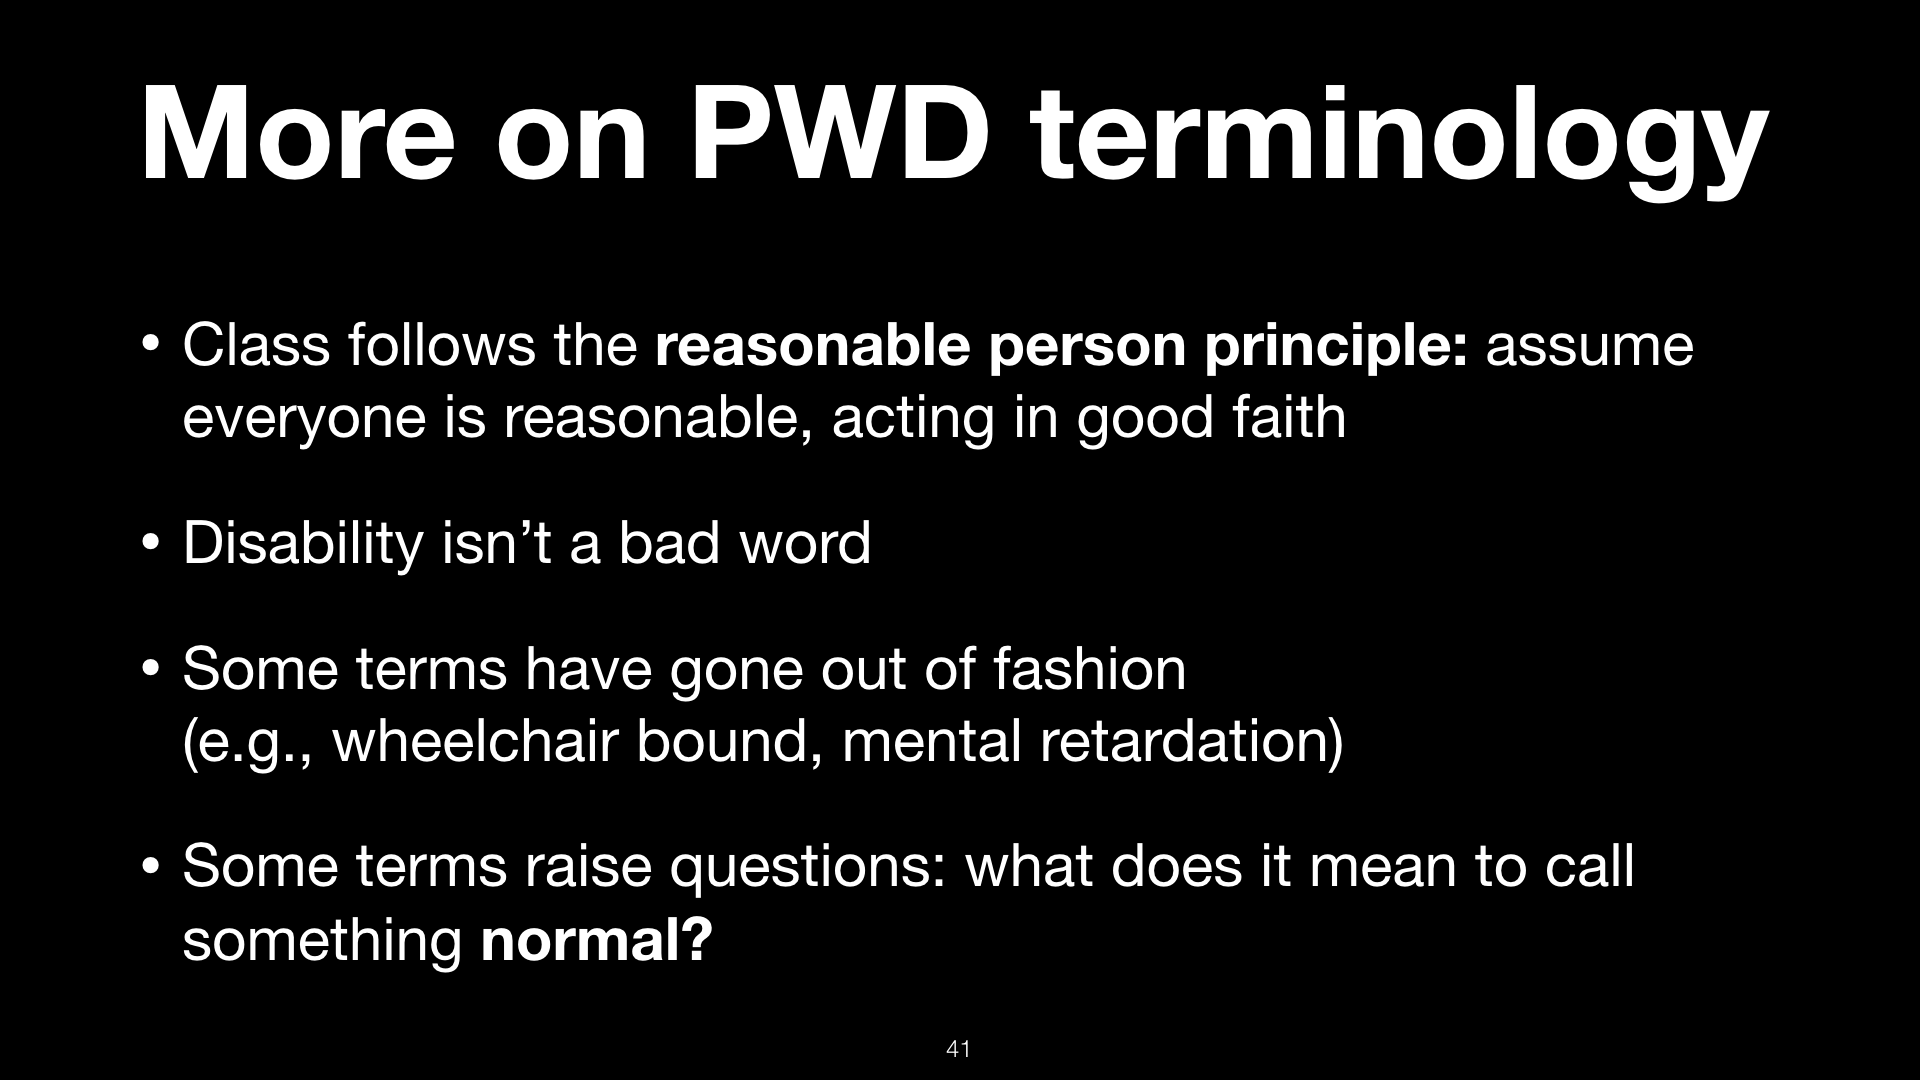 More on PWD terminology
• Class follows the reasonable person principle: assume
everyone is reasonable, acting in good faith
• Disability isn’t a bad word
• Some terms have gone out of fashion
(e.g., wheelchair bound, mental retardation)
• Some terms raise questions: what does it mean to call
something normal?
41